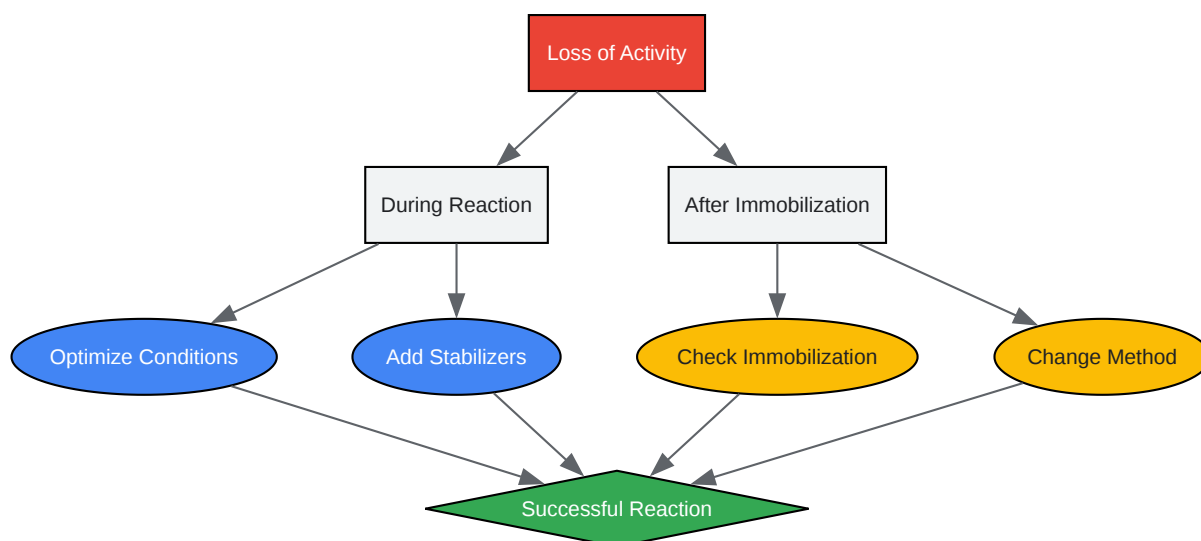 Loss of Activity
During Reaction
After Immobilization
Optimize Conditions
Add Stabilizers
Check Immobilization
Change Method
Successful Reaction